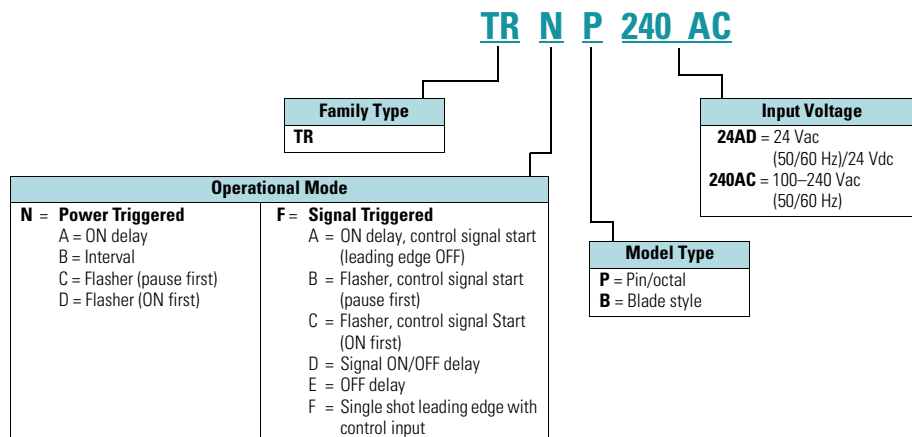 TR N P 240 AC
Family Type
TR
Input Voltage
24AD = 24 Vac
(50/60 Hz)/24 Vdc
240AC = 100–240 Vac
(50/60 Hz)
Operational Mode
N = Power Triggered
A = ON delay
B = Interval
C = Flasher (pause first)
D = Flasher (ON first)
F = Signal Triggered
A = ON delay, control signal start
(leading edge OFF)
B = Flasher, control signal start
(pause first)
C = Flasher, control signal Start
(ON first)
D = Signal ON/OFF delay
E = OFF delay
F = Single shot leading edge with
control input
Model Type
P = Pin/octal
B = Blade style